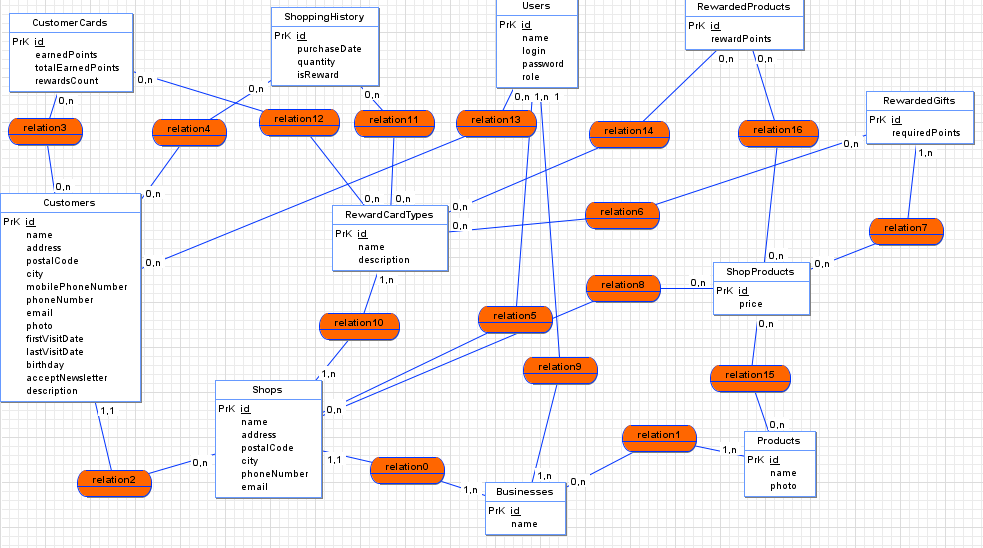 CustomerCards
PrK id
earnedPoints
totalEarnedPoints
rewardsCount
ShoppingHistory
PrK id
purchaseDate
quantity
isReward
Users
PrK id
name
login
password
role
RewardedProducts
PrK id
rewardPoints
RewardedGifts
PrK id
requiredPoints
0,n
0,n
0,n
0,n
0,n 1,n 1
0,n
0,n
relation3
relation4
relation12
relation11
relation13
relation14
relation16
0,n
1,n
0,n
0,n
0,n
0,n
0,n
Customers
PrK id
name
address
postalCode
city
mobilePhoneNumber
phoneNumber
email
photo
firstVisitDate
lastVisitDate
birthday
acceptNewsletter
description
RewardCardTypes
PrK id
name
description
relation6
relation7
0,n
0,n
0,n
0,n
1,n
relation8
0,n
ShopProducts
PrK id
price
relation10
relation5
0,n
relation9
relation15
1,n
0,n
1,1
Shops
PrK id
name
address
postalCode
city
phoneNumber
email
0,n
relation1
1,n
Products
PrK id
name
photo
0,n
1,1
relation2
relation0
1,n
1,n
0,n
Businesses
PrK id
name